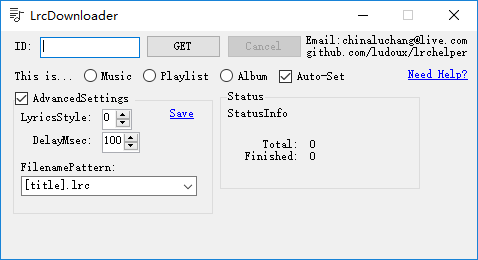 LrcDownloader
ID: GET Cancel Email:chinaluchang@live.com
github.com/ludoux/lrchelper
This is... Music Playlist Album Auto-Set Need Help?
AdvancedSettings
LyricsStyle: 0 Save
DelayMsec: 100
FilenamePattern:
[title].lrc
Status
StatusInfo
Total: 0
Finished: 0